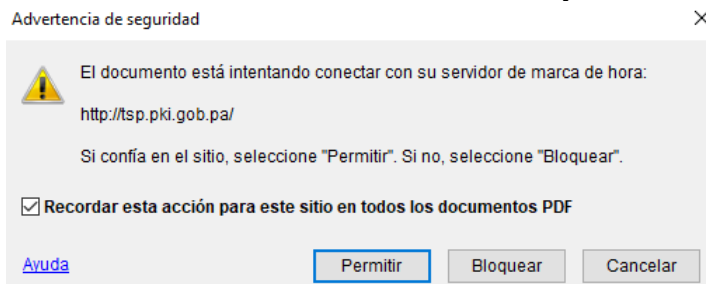 Advertencia de seguridad
El documento está intentando conectar con su servidor de marca de hora:
http://tsp.pki.gob.pa/
Si confía en el sitio, seleccione "Permitir". Si no, seleccione "Bloquear".
Recordar esta acción para este sitio en todos los documentos PDF
Ayuda
Permitir
Bloquear
Cancelar